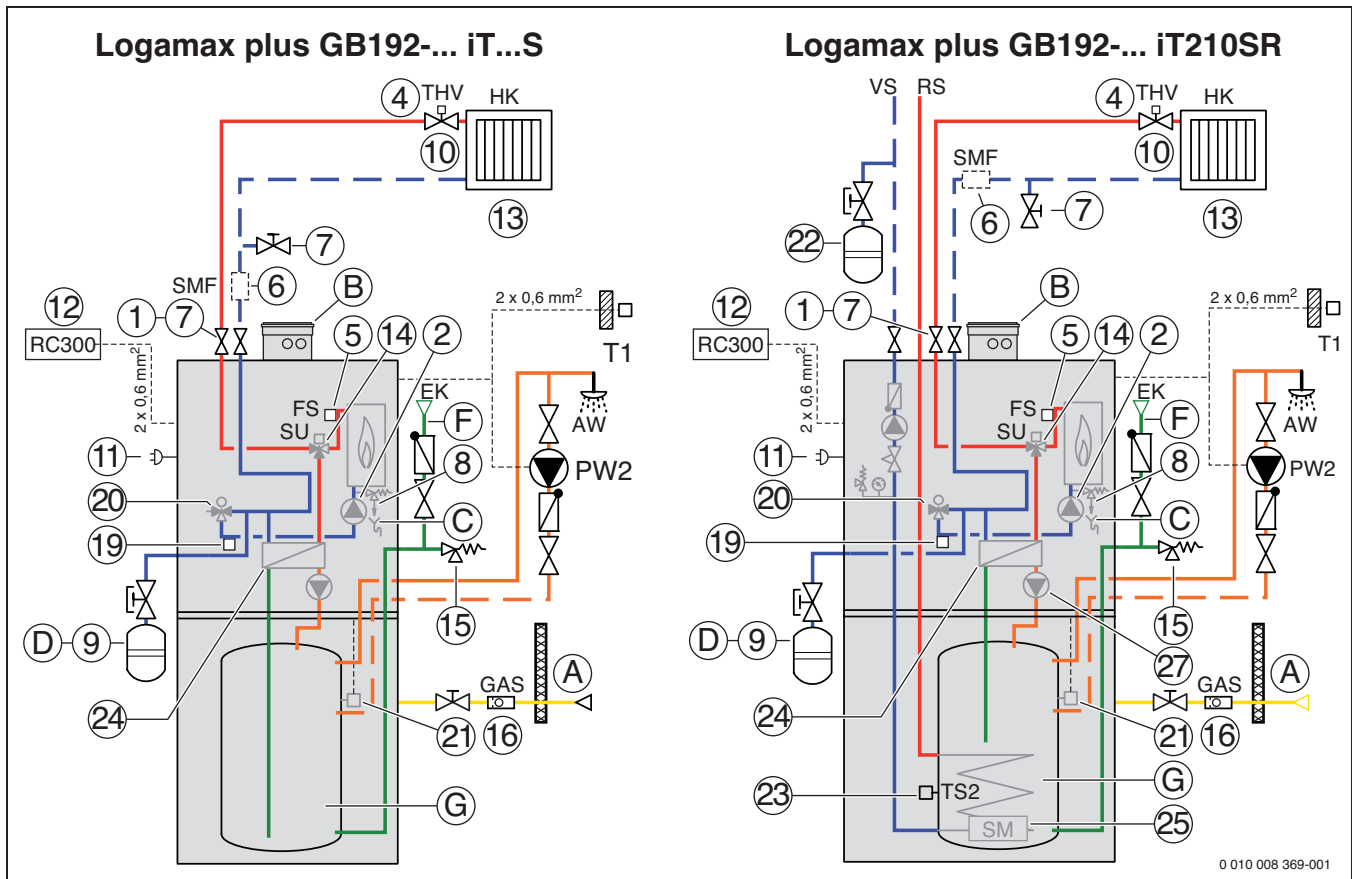 Logamax plus GB192-... iT...S
4 THV HK
10
13
7
SMF 6
12 1 7 B
RC300
5 14 2
2 x 0,6 mm²
T1
2 x 0,6 mm²
EK
FS
F
SU
AW
11
8
PW2
20
C
19
15
D 9
GAS A
24
21 16
G
Logamax plus GB192-... iT210SR
VS RS
4 THV HK
10
SMF
6 7
13
22
12 1 7 B
RC300
5 14 2
2 x 0,6 mm²
T1
2 x 0,6 mm²
EK
FS
F
SU
AW
11
8
PW2
20
C
19
15
D 9
27
GAS A
24
21 16
G
23 TS2
SM 25
0 010 008 369-001